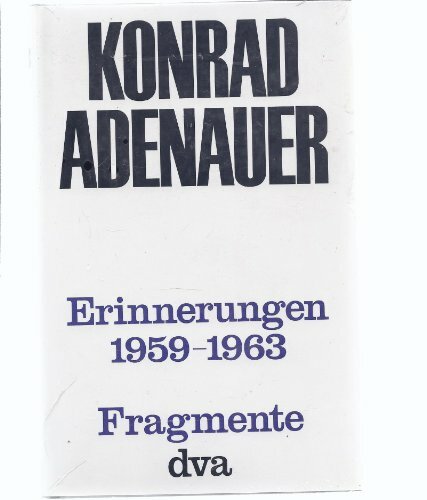 KONRAD
ADENAUER
Erinnerungen
1959-1963
Fragmente
dva